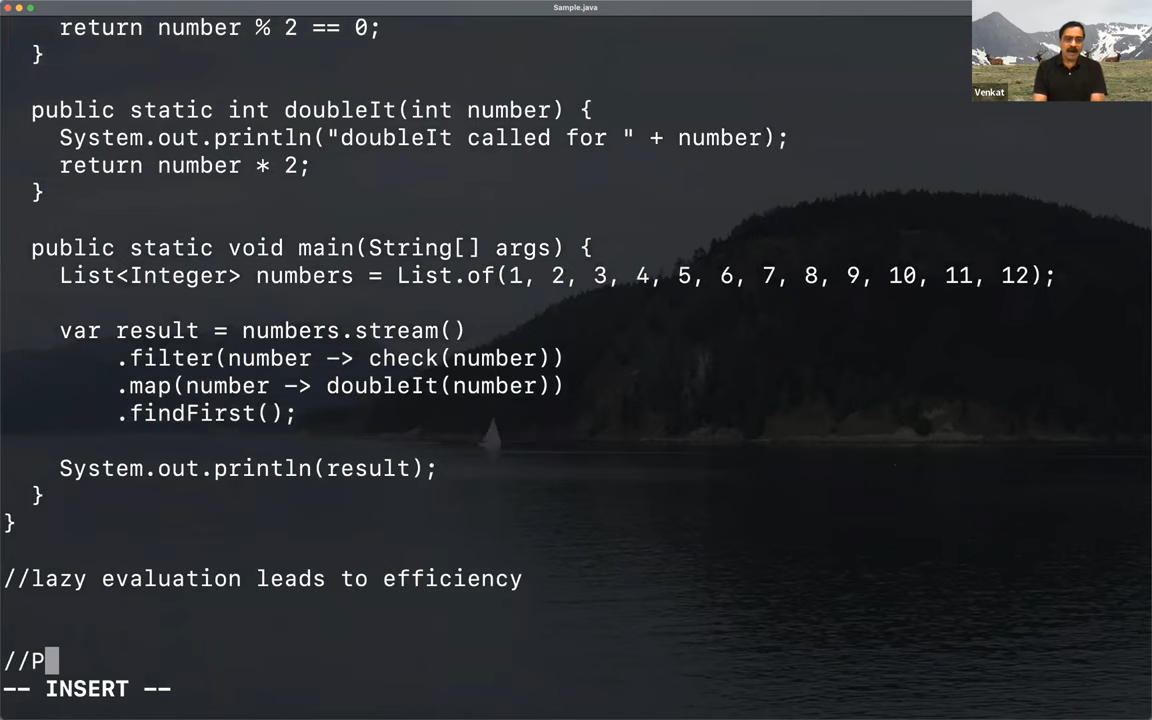 Sample.java
return number % 2 == 0;
}
public static int doubleIt(int number) {
System.out.println("doubleIt called for " + number);
return number * 2;
}
public static void main(String[] args) {
List<Integer> numbers = List.of(1, 2, 3, 4, 5, 6, 7, 8, 9, 10, 11, 12);
var result = numbers.stream()
.filter(number -> check(number))
.map(number -> doubleIt(number))
.findFirst();
System.out.println(result);
}
}
//lazy evaluation leads to efficiency
//P
-- INSERT --
Venkat